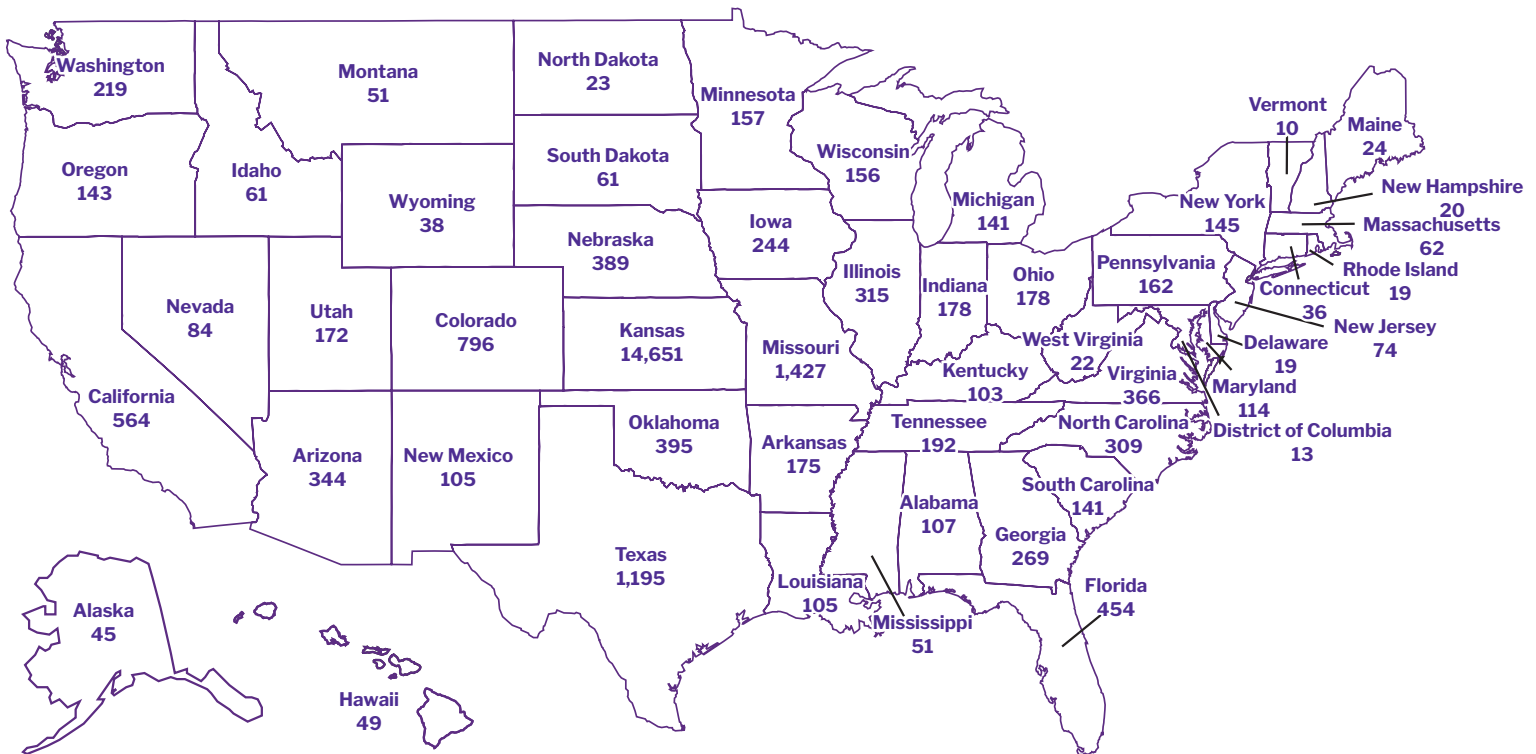 Washington
219
Montana
51
North Dakota
23
Minnesota
157
Vermont
10
Maine
24
Oregon
143
Idaho
61
Wyoming
38
South Dakota
61
Wisconsin
156
Michigan
141
New York
145
New Hampshire
20
Massachusetts
62
Rhode Island
19
Connecticut
36
New Jersey
74
Nebraska
389
Iowa
244
Illinois
315
Indiana
178
Ohio
178
Pennsylvania
162
Nevada
84
Utah
172
Colorado
796
Kansas
14,651
Missouri
1,427
Kentucky
103
West Virginia
22
Virginia
366
Delaware
19
Maryland
114
District of Columbia
13
California
564
Arizona
344
New Mexico
105
Oklahoma
395
Arkansas
175
Tennessee
192
North Carolina
309
South Carolina
141
Texas
1,195
Louisiana
105
Mississippi
51
Alabama
107
Georgia
269
Florida
454
Alaska
45
Hawaii
49